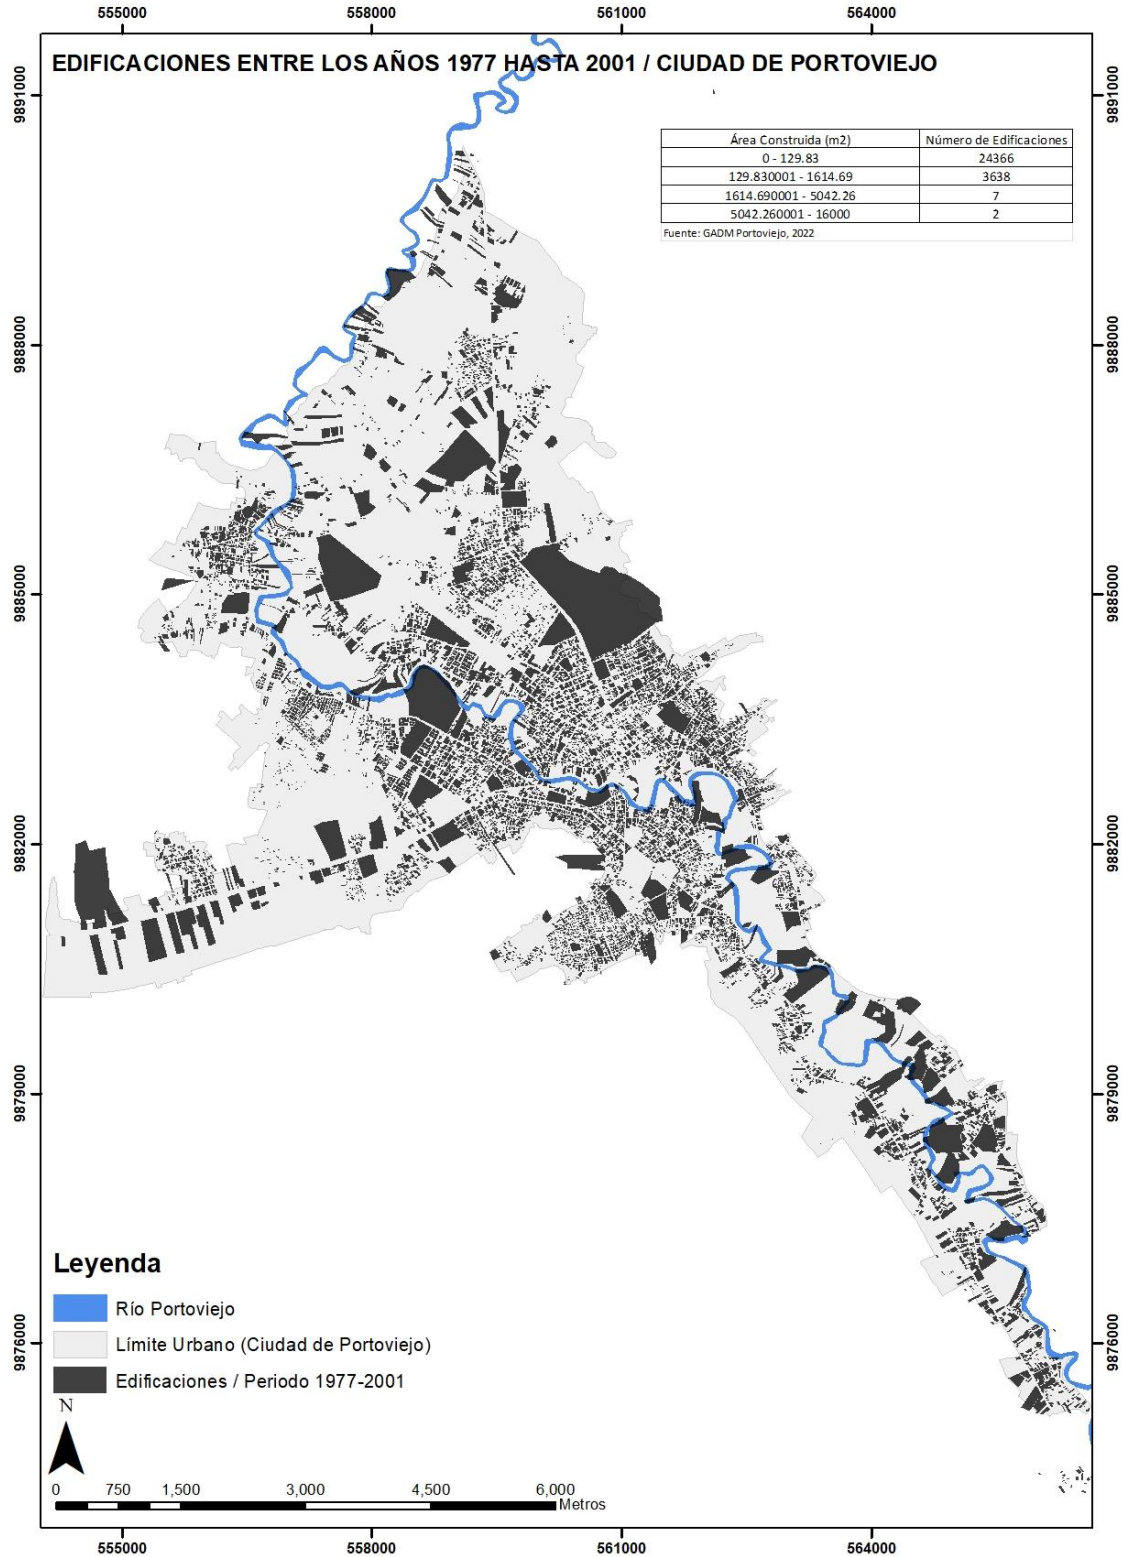 555000 558000 561000 564000
EDIFICACIONES ENTRE LOS AÑOS 1977 HASTA 2001 / CIUDAD DE PORTOVIEJO
9891000 9891000
Área Construida (m2) Número de Edificaciones
0 - 129.83 24366
129.830001 - 1614.69 3638
1614.690001 - 5042.26 7
5042.260001 - 16000 2
Fuente: GADM Portoviejo, 2022
9888000 9888000
9885000 9885000
9882000 9882000
9879000 9879000
Leyenda
Río Portoviejo
Límite Urbano (Ciudad de Portoviejo)
9876000 9876000
Edificaciones / Periodo 1977-2001
N
0 750 1,500 3,000 4,500 6,000
Metros
555000 558000 561000 564000